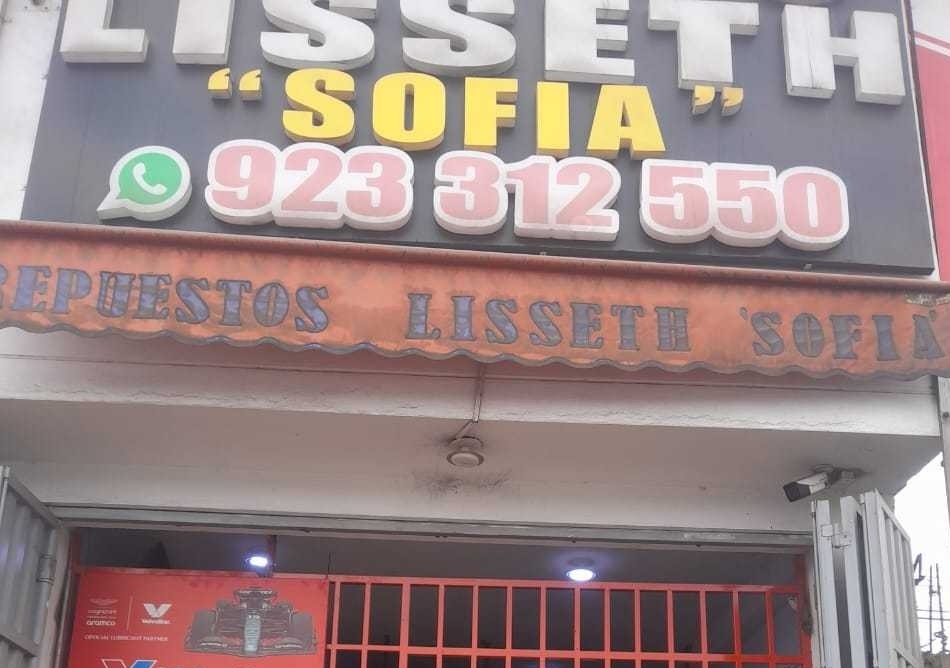 LISSETH
“SOFIA”
923 312 550
REPUESTOS LISSETH 'SOFIA'
aramco
Valvoline
OFFICIAL LUBRICANT PARTNER